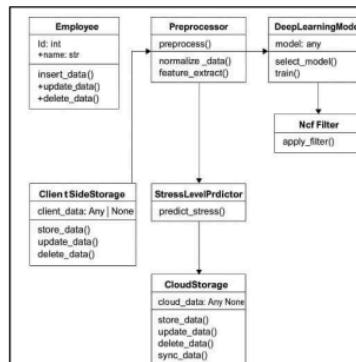 Employee
Id: int
+name: str
insert_data()
+update_data()
+delete_data()
Preprocessor
preprocess()
normalize _data()
feature_extract()
DeepLearningMode
model: any
select_model()
train()
Ncf Filter
apply_filter()
Client SideStorage
client_data: Any | None
store_data()
update_data()
delete_data()
StressLevelPrdictor
predict_stress()
CloudStorage
cloud_data: Any None
store_data()
update_data()
delete_data()
sync_data()